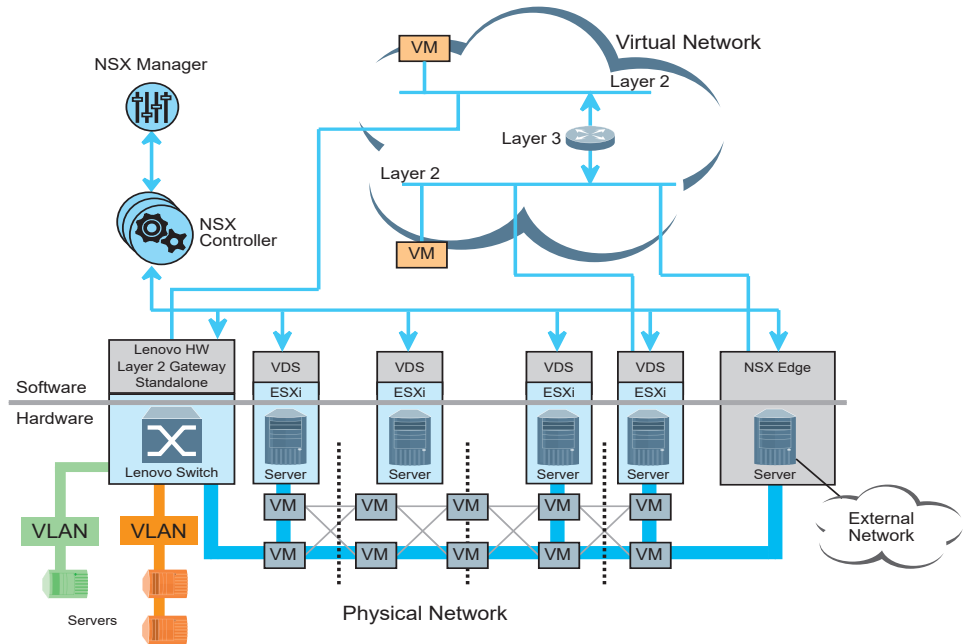 VM
Virtual Network
NSX Manager
Layer 2
Layer 3
Layer 2
NSX
Controller
VM
Lenovo HW
Layer 2 Gateway
Standalone
VDS
VDS
VDS
VDS
NSX Edge
Software
ESXi
ESXi
ESXi
ESXi
Hardware
Lenovo Switch
Server
Server
Server
Server
Server
VM
VM
VM
VM
VM
VLAN
VLAN
External
Network
VM
VM
VM
VM
VM
Servers
Physical Network